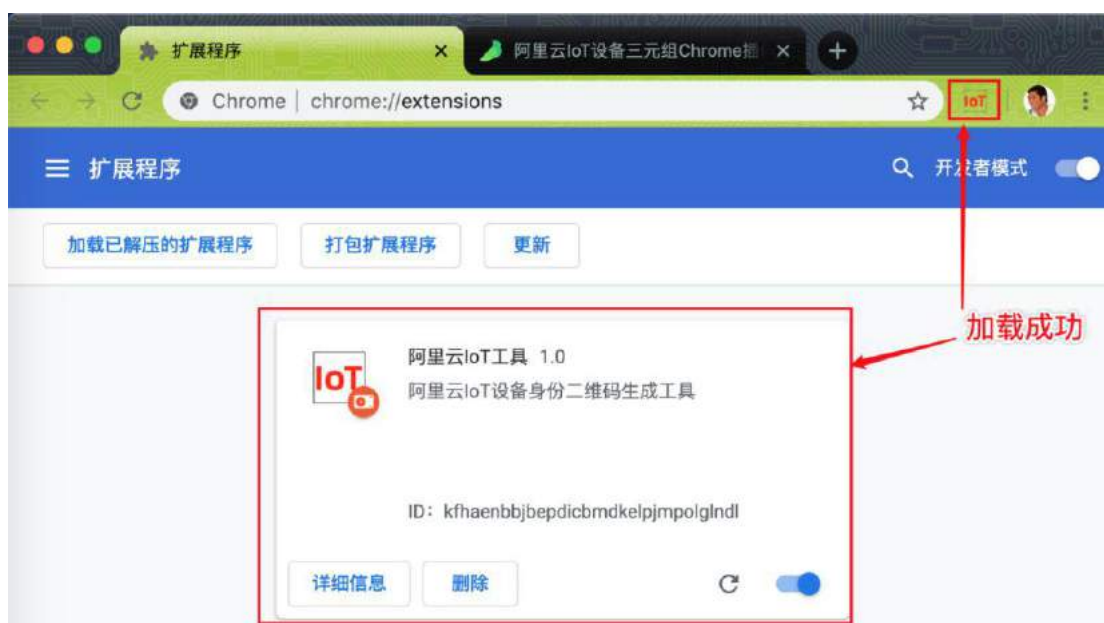 扩展程序
阿里云IoT设备三元组Chrome插
Chrome | chrome://extensions
IoT
扩展程序
开发者模式
加载已解压的扩展程序
打包扩展程序
更新
加载成功
IoT
阿里云IoT工具 1.0
阿里云IoT设备身份二维码生成工具
ID: kfhaenbbjbepdicbmdkelpjmpolglndl
详细信息
删除